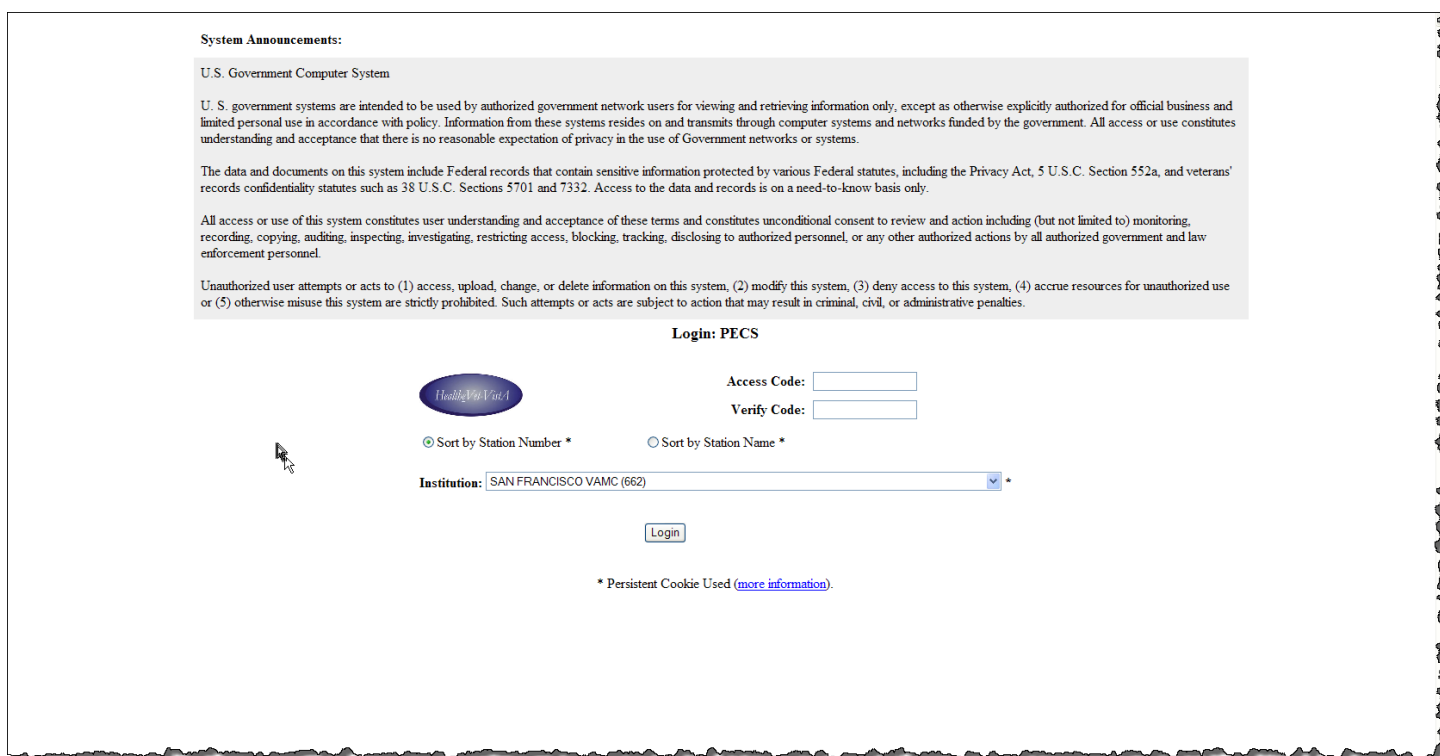 System Announcements:
U.S. Government Computer System
U. S. government systems are intended to be used by authorized government network users for viewing and retrieving information only, except as otherwise explicitly authorized for official business and
limited personal use in accordance with policy. Information from these systems resides on and transmits through computer systems and networks funded by the government. All access or use constitutes
understanding and acceptance that there is no reasonable expectation of privacy in the use of Government networks or systems.
The data and documents on this system include Federal records that contain sensitive information protected by various Federal statutes, including the Privacy Act, 5 U.S.C. Section 552a, and veterans'
records confidentiality statutes such as 38 U.S.C. Sections 5701 and 7332. Access to the data and records is on a need-to-know basis only.
All access or use of this system constitutes user understanding and acceptance of these terms and constitutes unconditional consent to review and action including (but not limited to) monitoring,
recording, copying, auditing, inspecting, investigating, restricting access, blocking, tracking, disclosing to authorized personnel, or any other authorized actions by all authorized government and law
enforcement personnel.
Unauthorized user attempts or acts to (1) access, upload, change, or delete information on this system, (2) modify this system, (3) deny access to this system, (4) accrue resources for unauthorized use
or (5) otherwise misuse this system are strictly prohibited. Such attempts or acts are subject to action that may result in criminal, civil, or administrative penalties.
Login: PECS
HealtheVet-VistA
Access Code:
Verify Code:
Sort by Station Number * Sort by Station Name *
Institution: SAN FRANCISCO VAMC (662) *
Login
* Persistent Cookie Used (more information).